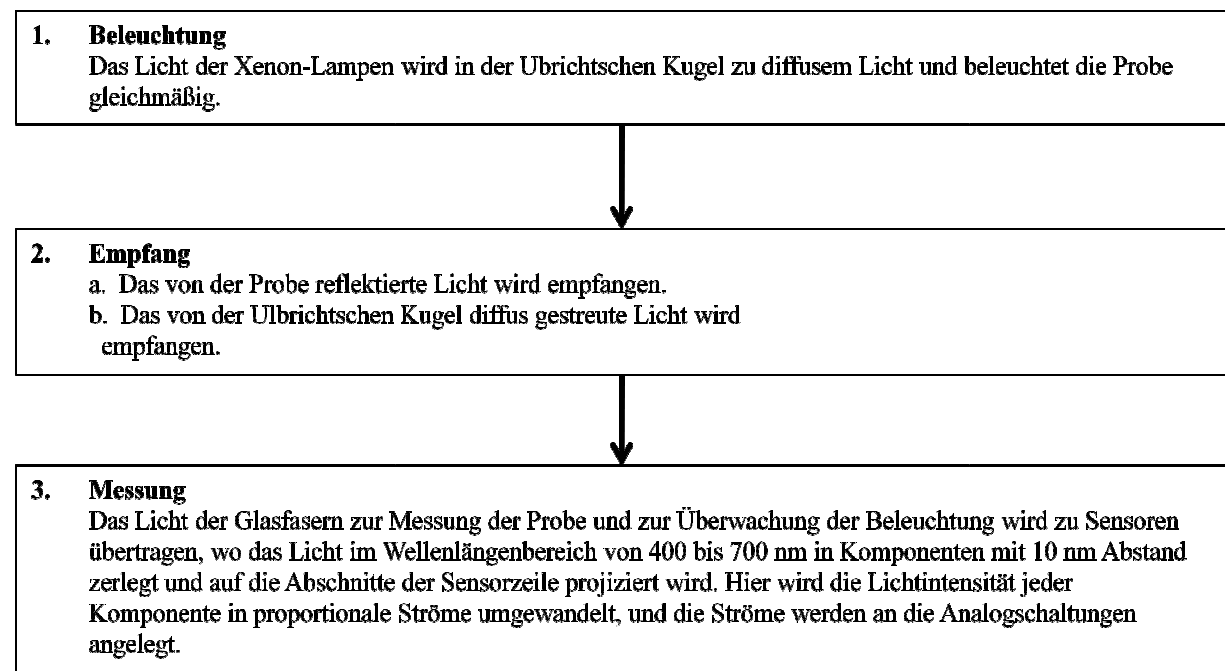 1. Beleuchtung
Das Licht der Xenon-Lampen wird in der Ubrichtschen Kugel zu diffusem Licht und beleuchtet die Probe
gleichmäßig.
2. Empfang
a. Das von der Probe reflektierte Licht wird empfangen.
b. Das von der Ulbrichtschen Kugel diffus gestreute Licht wird
empfangen.
3. Messung
Das Licht der Glasfasern zur Messung der Probe und zur Überwachung der Beleuchtung wird zu Sensoren
übertragen, wo das Licht im Wellenlängenbereich von 400 bis 700 nm in Komponenten mit 10 nm Abstand
zerlegt und auf die Abschnitte der Sensorzeile projiziert wird. Hier wird die Lichtintensität jeder
Komponente in proportionale Ströme umgewandelt, und die Ströme werden an die Analogschaltungen
angelegt.